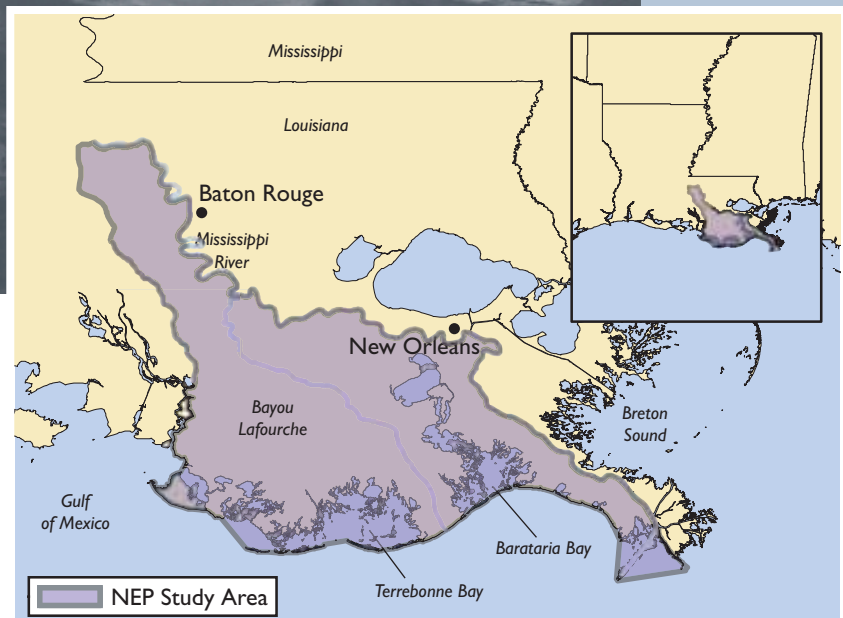 Mississippi
Louisiana
Baton Rouge
Mississippi
River
New Orleans
Bayou
Lafourche
Breton
Sound
Gulf
of Mexico
Barataria Bay
Terrebonne Bay
NEP Study Area